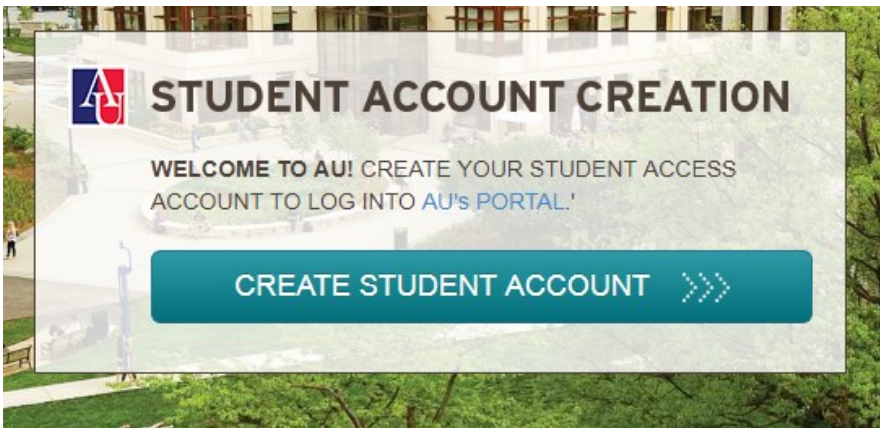 AU
STUDENT ACCOUNT CREATION
WELCOME TO AU! CREATE YOUR STUDENT ACCESS
ACCOUNT TO LOG INTO AU's PORTAL.'
CREATE STUDENT ACCOUNT